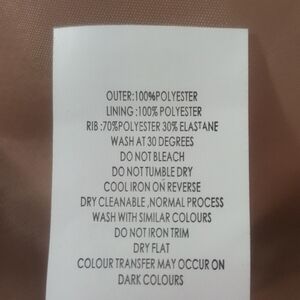 OUTER:100%POLYESTER
LINING :100% POLYESTER
RIB :70%POLYESTER 30% ELASTANE
WASH AT 30 DEGREES
DO NOT BLEACH
DO NOT TUMBLE DRY
COOL IRON ON REVERSE
DRY CLEANABLE ,NORMAL PROCESS
WASH WITH SIMILAR COLOURS
DO NOT IRON TRIM
DRY FLAT
COLOUR TRANSFER MAY OCCUR ON
DARK COLOURS